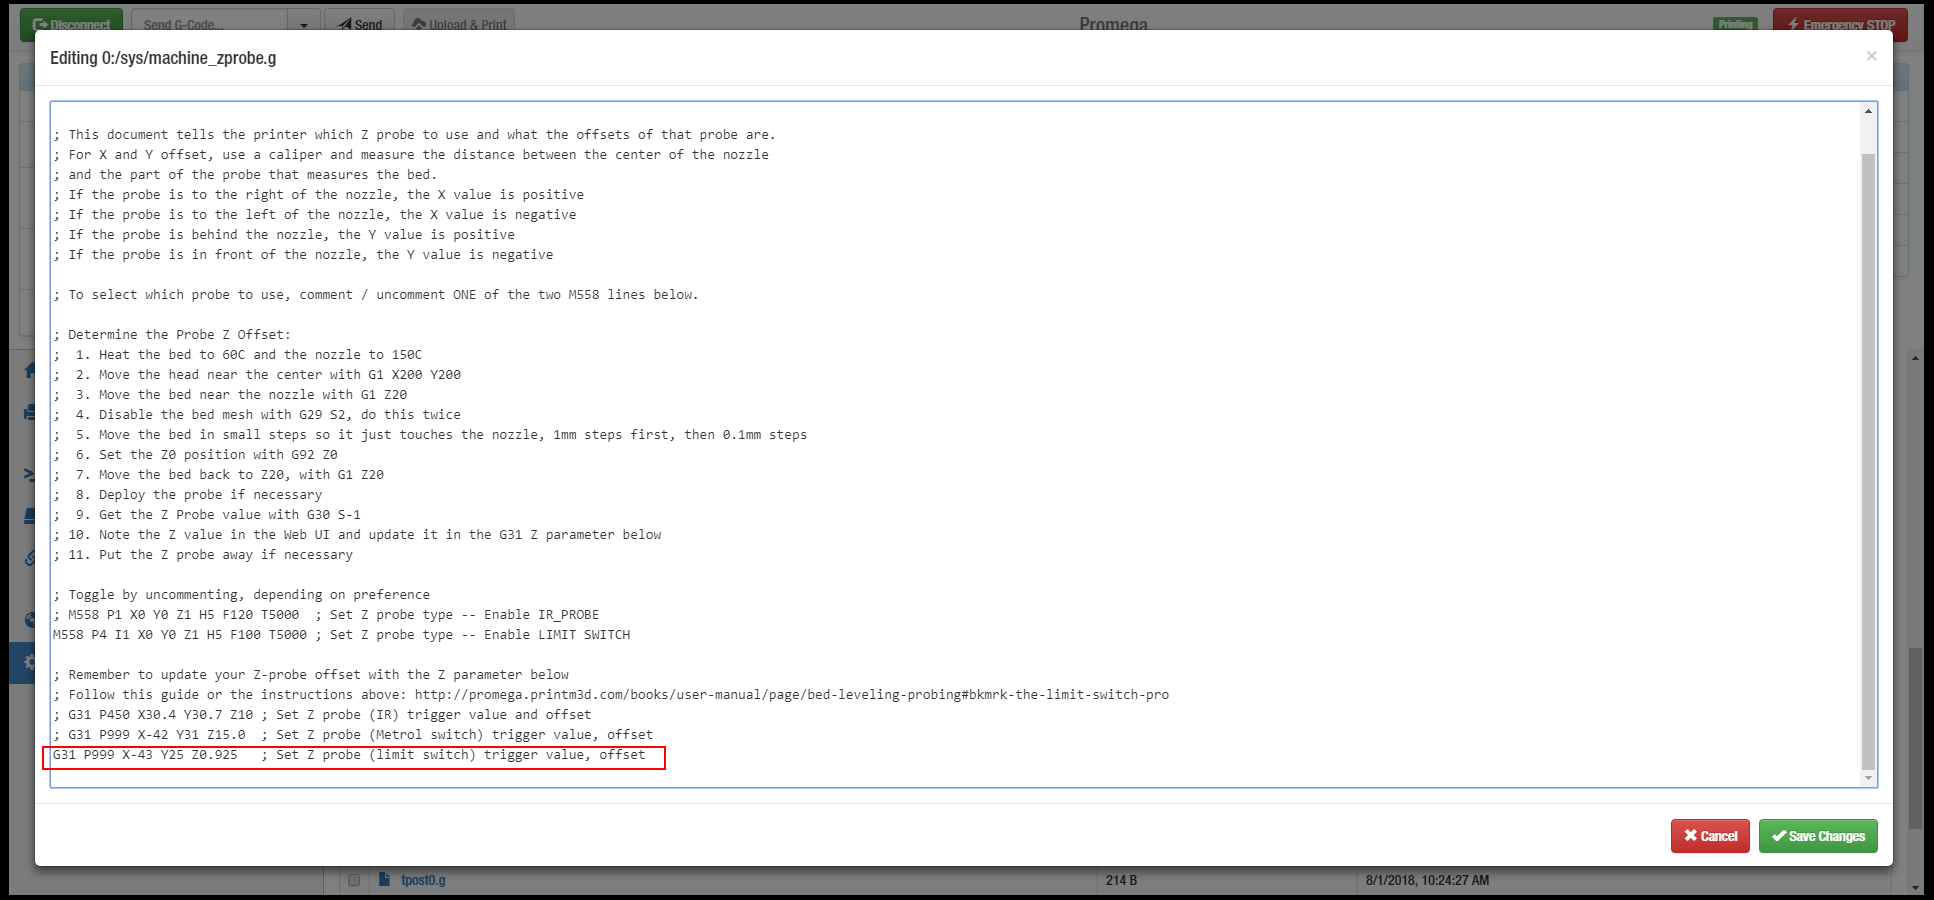 Disconnect
Send G-Code...
Send
Upload & Print
Promega
Printing
Emergency STOP
Editing 0:/sys/machine_zprobe.g
×
; This document tells the printer which Z probe to use and what the offsets of that probe are.
; For X and Y offset, use a caliper and measure the distance between the center of the nozzle
; and the part of the probe that measures the bed.
; If the probe is to the right of the nozzle, the X value is positive
; If the probe is to the left of the nozzle, the X value is negative
; If the probe is behind the nozzle, the Y value is positive
; If the probe is in front of the nozzle, the Y value is negative
; To select which probe to use, comment / uncomment ONE of the two M558 lines below.
; Determine the Probe Z Offset:
;  1. Heat the bed to 60C and the nozzle to 150C
;  2. Move the head near the center with G1 X200 Y200
;  3. Move the bed near the nozzle with G1 Z20
;  4. Disable the bed mesh with G29 S2, do this twice
;  5. Move the bed in small steps so it just touches the nozzle, 1mm steps first, then 0.1mm steps
;  6. Set the Z0 position with G92 Z0
;  7. Move the bed back to Z20, with G1 Z20
;  8. Deploy the probe if necessary
;  9. Get the Z Probe value with G30 S-1
; 10. Note the Z value in the Web UI and update it in the G31 Z parameter below
; 11. Put the Z probe away if necessary
; Toggle by uncommenting, depending on preference
; M558 P1 X0 Y0 Z1 H5 F120 T5000  ; Set Z probe type -- Enable IR_PROBE
M558 P4 I1 X0 Y0 Z1 H5 F100 T5000 ; Set Z probe type -- Enable LIMIT SWITCH
; Remember to update your Z-probe offset with the Z parameter below
; Follow this guide or the instructions above: http://promega.printm3d.com/books/user-manual/page/bed-leveling-probing#bkmrk-the-limit-switch-pro
; G31 P450 X30.4 Y30.7 Z10 ; Set Z probe (IR) trigger value and offset
; G31 P999 X-42 Y31 Z15.0  ; Set Z probe (Metrol switch) trigger value, offset
G31 P999 X-43 Y25 Z0.925   ; Set Z probe (limit switch) trigger value, offset
Cancel
Save Changes
tpost0.g
214 B
8/1/2018, 10:24:27 AM